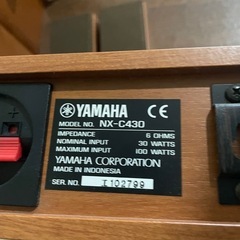 YAMAHA CE
MODEL NO. NX-C430
IMPEDANCE 6 OHMS
NOMINAL INPUT 30 WATTS
MAXIMUM INPUT 100 WATTS
YAMAHA CORPORATION
MADE IN INDONESIA
SER. NO. I102799